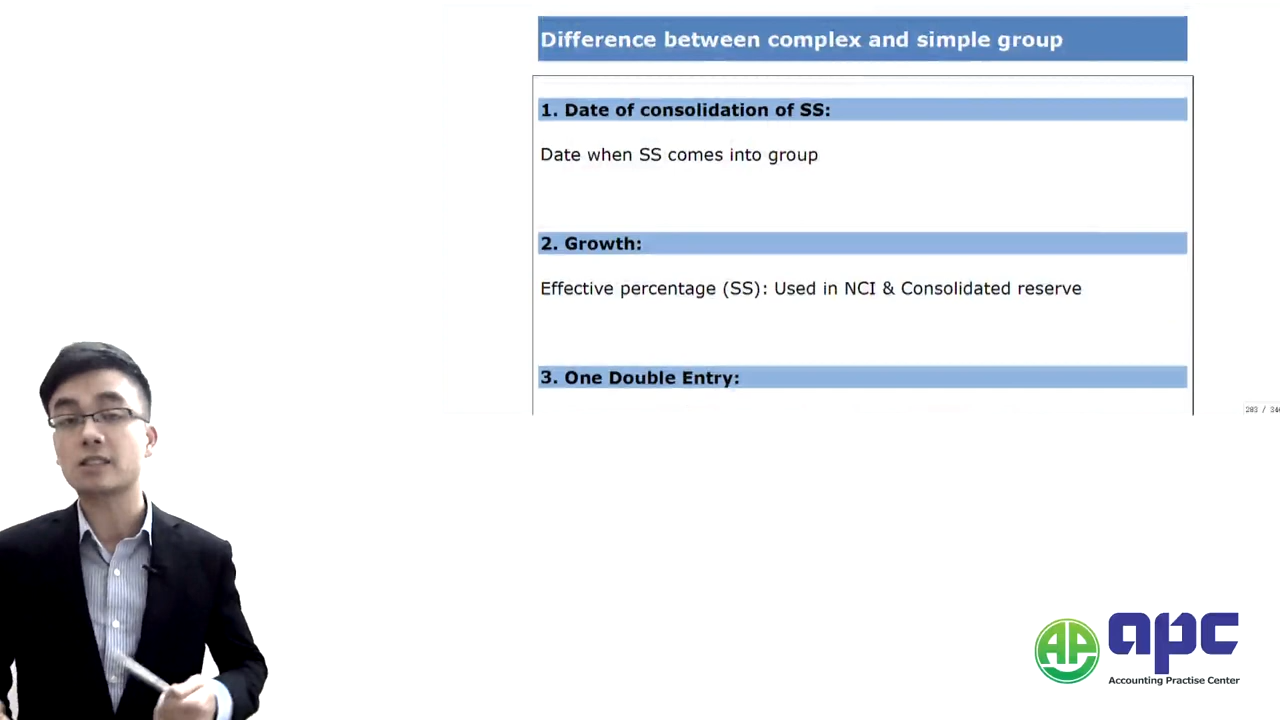 Difference between complex and simple group
1. Date of consolidation of SS:
Date when SS comes into group
2. Growth:
Effective percentage (SS): Used in NCI & Consolidated reserve
3. One Double Entry:
AP
apc
Accounting Practise Center